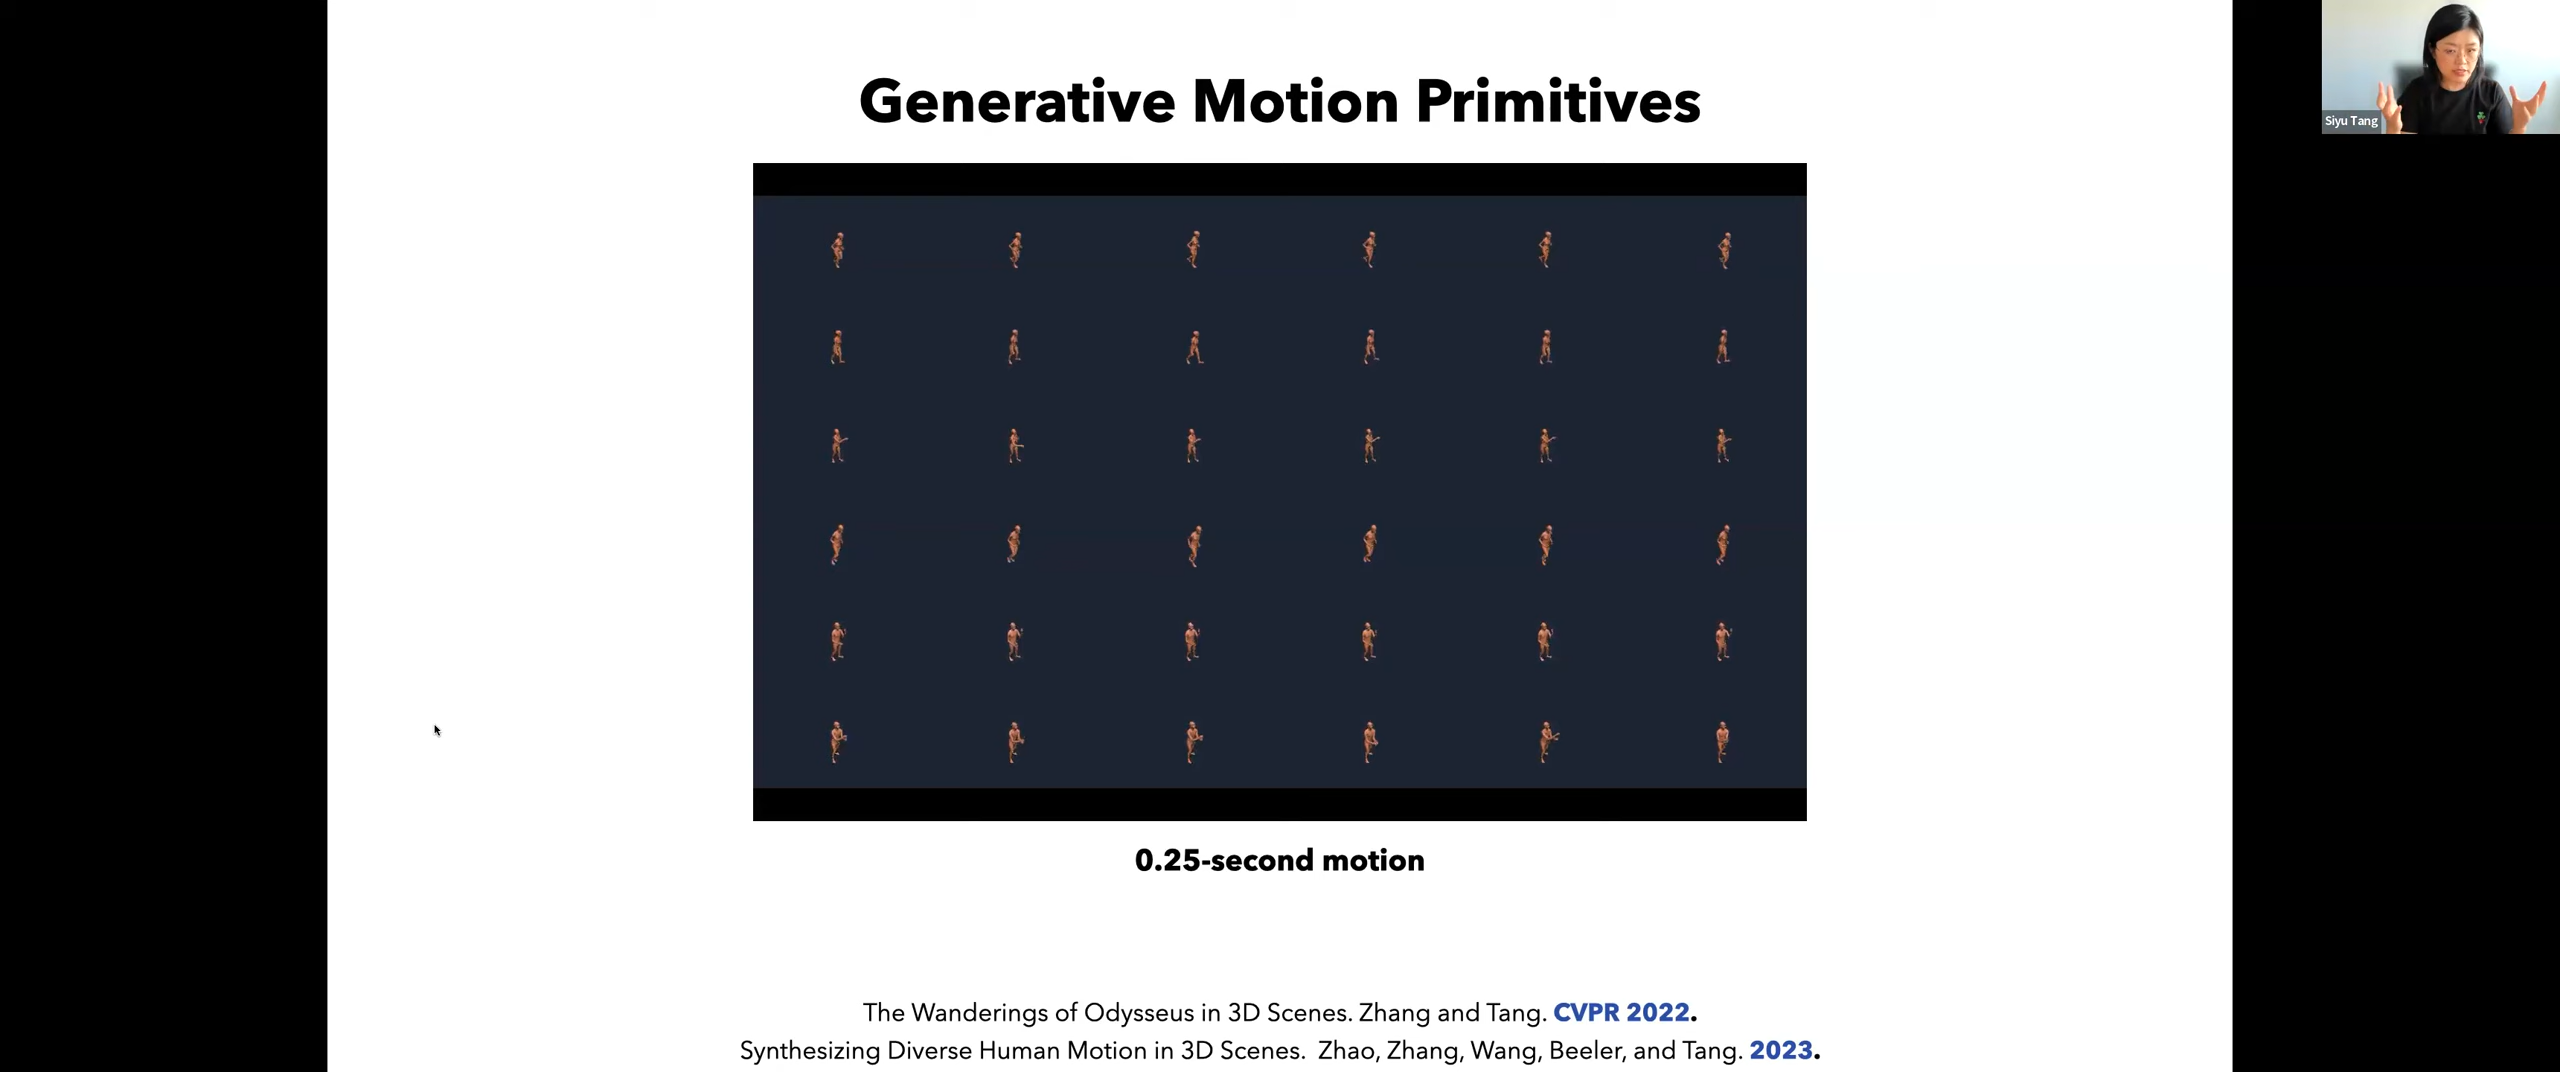 Generative Motion Primitives
Siyu Tang
0.25-second motion
The Wanderings of Odysseus in 3D Scenes. Zhang and Tang. CVPR 2022.
Synthesizing Diverse Human Motion in 3D Scenes. Zhao, Zhang, Wang, Beeler, and Tang. 2023.